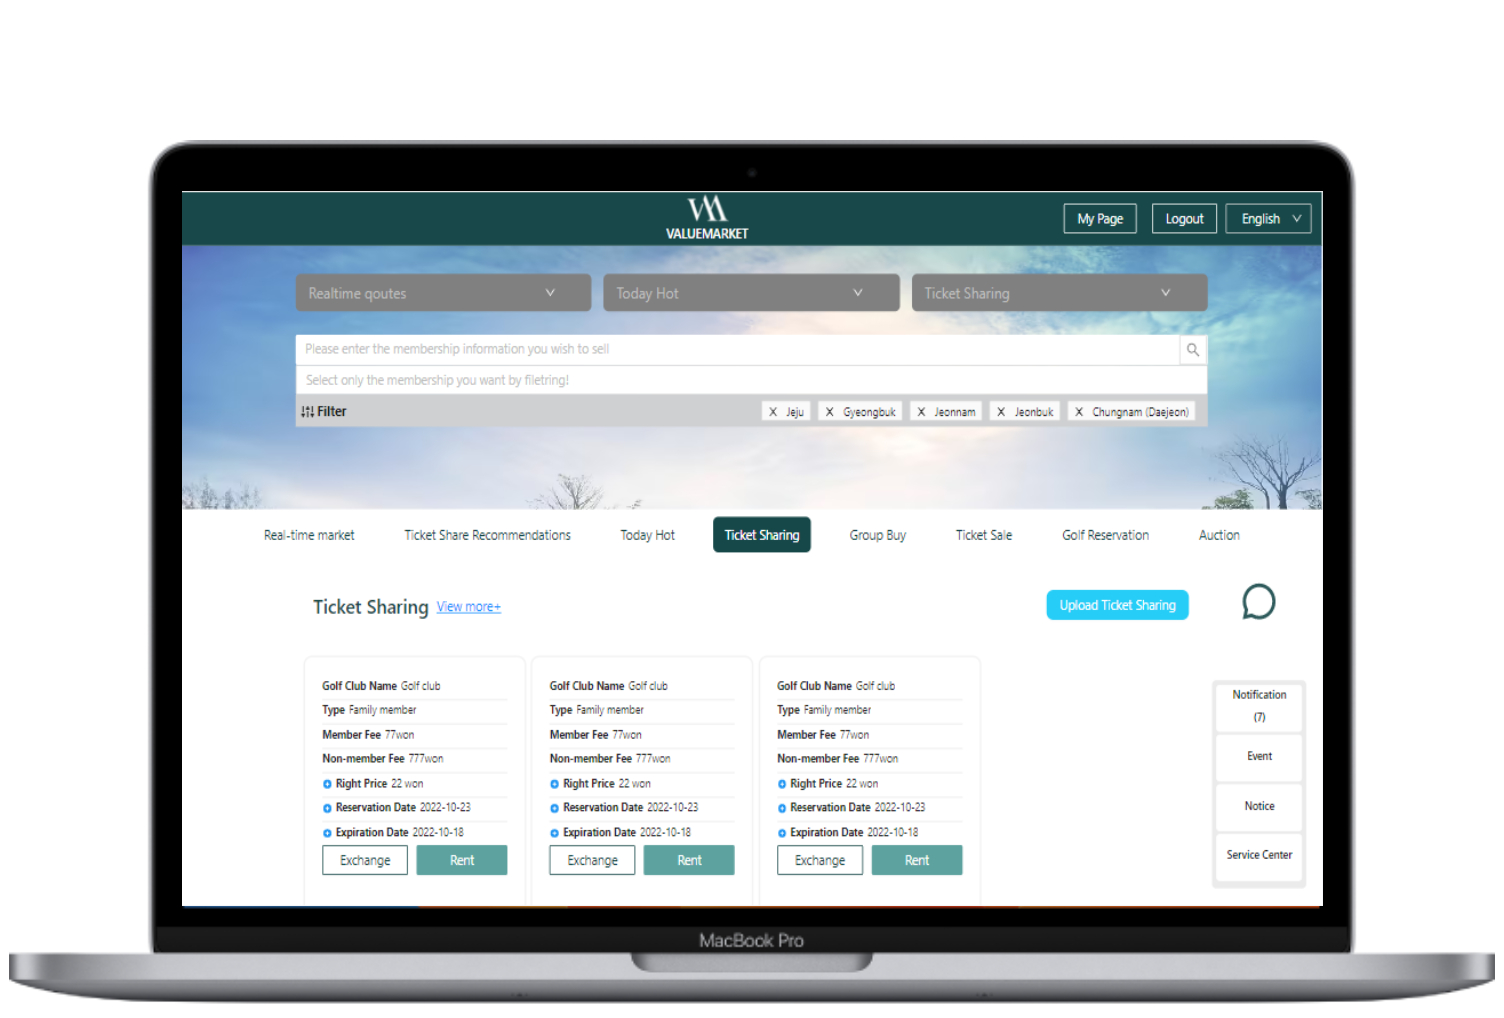 VM
VALUEMARKET
My Page
Logout
English
Realtime qoutes
Today Hot
Ticket Sharing
Please enter the membership information you wish to sell
Select only the membership you want by filetring!
Filter
X Jeju
X Gyeongbuk
X Jeonnam
X Jeonbuk
X Chungnam (Daejeon)
Real-time market
Ticket Share Recommendations
Today Hot
Ticket Sharing
Group Buy
Ticket Sale
Golf Reservation
Auction
Ticket Sharing View more+
Upload Ticket Sharing
Golf Club Name Golf club
Type Family member
Member Fee 77won
Non-member Fee 777won
Right Price 22 won
Reservation Date 2022-10-23
Expiration Date 2022-10-18
Exchange
Rent
Golf Club Name Golf club
Type Family member
Member Fee 77won
Non-member Fee 777won
Right Price 22 won
Reservation Date 2022-10-23
Expiration Date 2022-10-18
Exchange
Rent
Golf Club Name Golf club
Type Family member
Member Fee 77won
Non-member Fee 777won
Right Price 22 won
Reservation Date 2022-10-23
Expiration Date 2022-10-18
Exchange
Rent
Notification
(7)
Event
Notice
Service Center
MacBook Pro